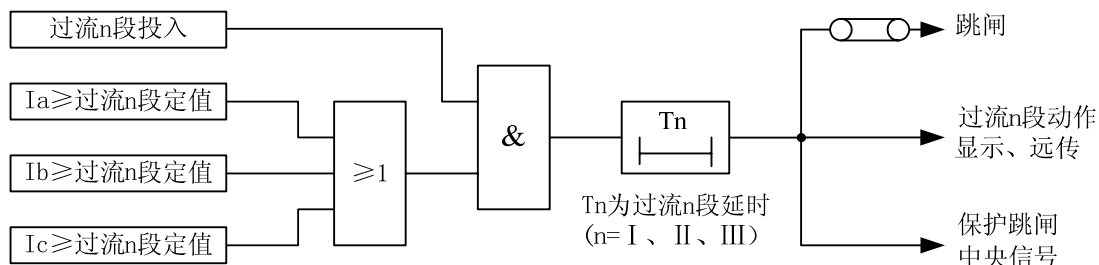 过流n段投入
Ia≥过流n段定值
Ib≥过流n段定值
Ic≥过流n段定值
≥1
&
Tn
Tn为过流n段延时
(n=Ⅰ、Ⅱ、Ⅲ)
跳闸
过流n段动作
显示、远传
保护跳闸
中央信号